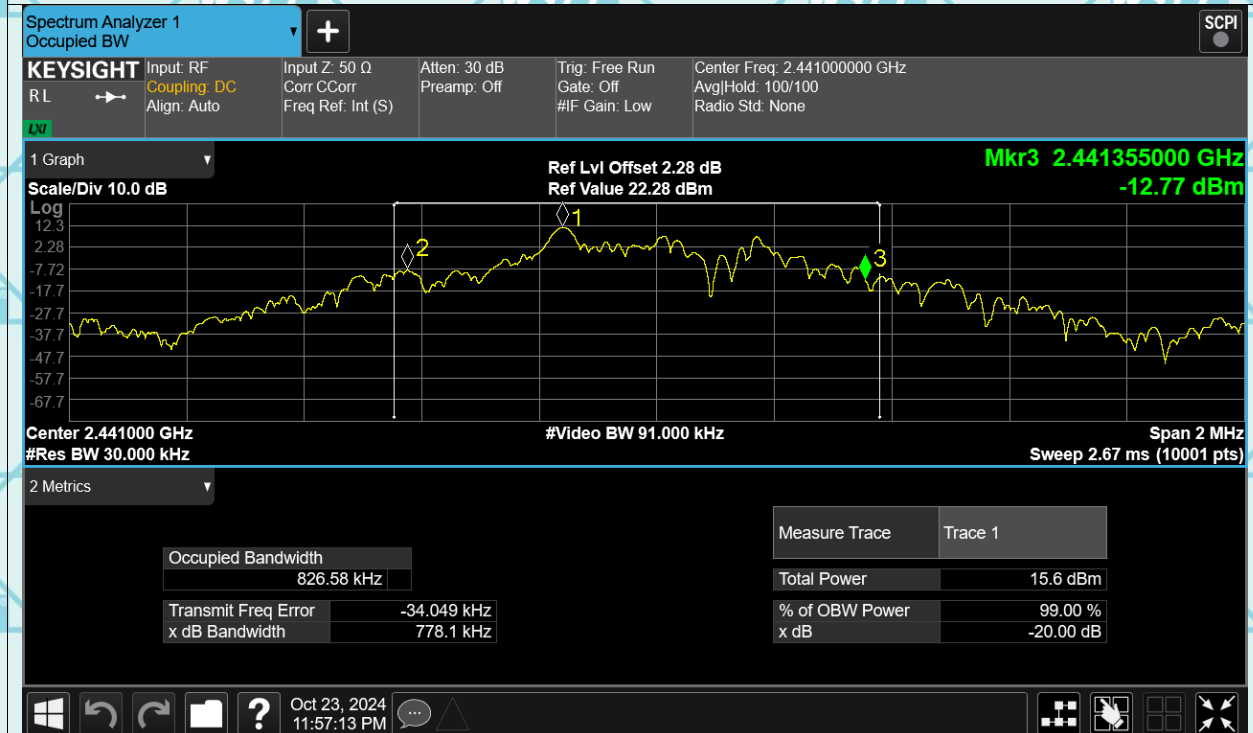 Spectrum Analyzer 1
Occupied BW
+
SCPI
KEYSIGHT
RL
LXI
Input: RF
Coupling: DC
Align: Auto
Input Z: 50 Ω
Corr CCorr
Freq Ref: Int (S)
Atten: 30 dB
Preamp: Off
Trig: Free Run
Gate: Off
#IF Gain: Low
Center Freq: 2.441000000 GHz
Avg|Hold: 100/100
Radio Std: None
1 Graph
Scale/Div 10.0 dB
Ref Lvl Offset 2.28 dB
Ref Value 22.28 dBm
Mkr3 2.441355000 GHz
-12.77 dBm
Log
12.3
2.28
-7.72
-17.7
-27.7
-37.7
-47.7
-57.7
-67.7
1
2
3
Center 2.441000 GHz
#Res BW 30.000 kHz
#Video BW 91.000 kHz
Span 2 MHz
Sweep 2.67 ms (10001 pts)
2 Metrics
Occupied Bandwidth
826.58 kHz
Transmit Freq Error -34.049 kHz
x dB Bandwidth 778.1 kHz
Measure Trace Trace 1
Total Power 15.6 dBm
% of OBW Power 99.00 %
x dB -20.00 dB
?
Oct 23, 2024
11:57:13 PM